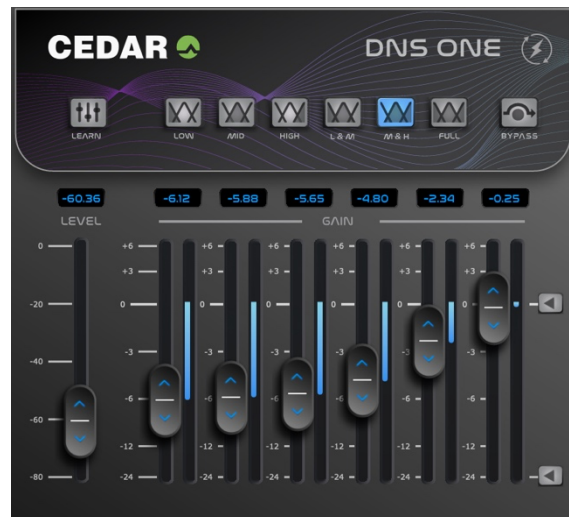 CEDAR DNS ONE
LEARN LOW MID HIGH L & M M & H FULL BYPASS
-60.36 -6.12 -5.88 -5.65 -4.80 -2.34 -0.25
LEVEL GAIN
0 +6 +6 +6 +6 +6 +6
+3 +3 +3 +3 +3 +3
-20 0 0 0 0 0 0
-3 -3 -3 -3 -3 -3
-40
-60 -6 -6 -6 -6 -6 -6
-12 -12 -12 -12 -12 -12
-80 -24 -24 -24 -24 -24 -24